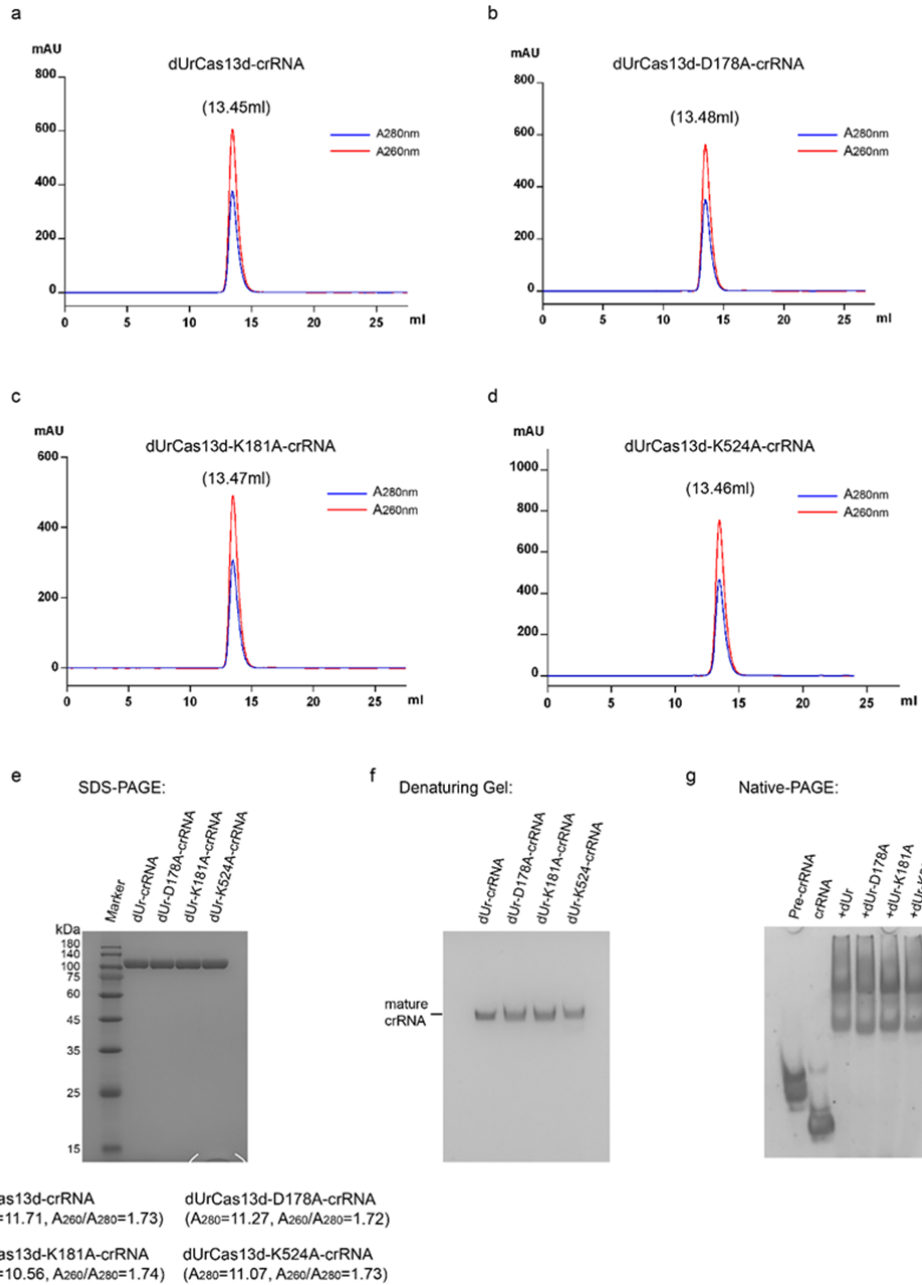 a
mAU
dUrCas13d-crRNA
(13.45ml)
A280nm
A260nm
800
600
400
200
0
0 5 10 15 20 25 ml
b
mAU
dUrCas13d-D178A-crRNA
(13.48ml)
A280nm
A260nm
800
600
400
200
0
0 5 10 15 20 25 ml
c
mAU
dUrCas13d-K181A-crRNA
(13.47ml)
A280nm
A260nm
600
400
200
0
0 5 10 15 20 25 ml
d
mAU
dUrCas13d-K524A-crRNA
(13.46ml)
A280nm
A260nm
1000
800
600
400
200
0
0 5 10 15 20 25 ml
e
SDS-PAGE:
Marker
dUr-crRNA
dUr-D178A-crRNA
dUr-K181A-crRNA
dUr-K524A-crRNA
kDa
180
140
100
75
60
45
35
25
15
f
Denaturing Gel:
dUr-crRNA
dUr-D178A-crRNA
dUr-K181A-crRNA
dUr-K524-crRNA
mature
crRNA
g
Native-PAGE:
Pre-crRNA
crRNA
+dUr
+dUr-D178A
+dUr-K181A
as13d-crRNA
=11.71, A260/A280=1.73)
dUrCas13d-D178A-crRNA
(A280=11.27, A260/A280=1.72)
as13d-K181A-crRNA
=10.56, A260/A280=1.74)
dUrCas13d-K524A-crRNA
(A280=11.07, A260/A280=1.73)